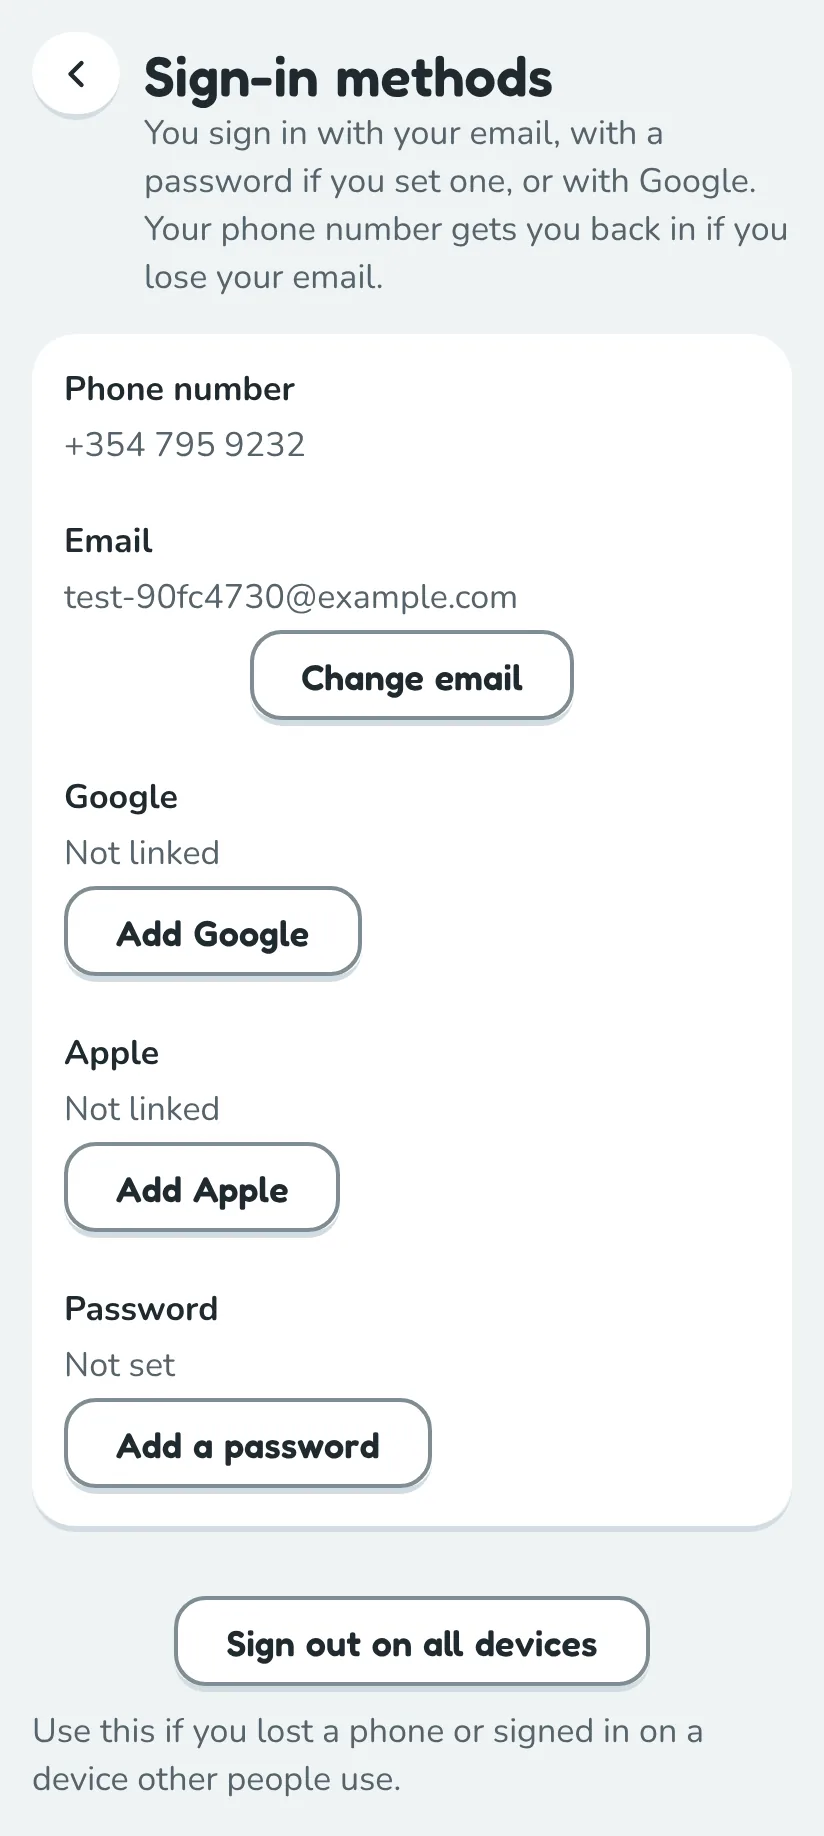 Sign-in methods
You sign in with your email, with a
password if you set one, or with Google.
Your phone number gets you back in if you
lose your email.
Phone number
+354 795 9232
Email
test-90fc4730@example.com
Change email
Google
Not linked
Add Google
Apple
Not linked
Add Apple
Password
Not set
Add a password
Sign out on all devices
Use this if you lost a phone or signed in on a
device other people use.